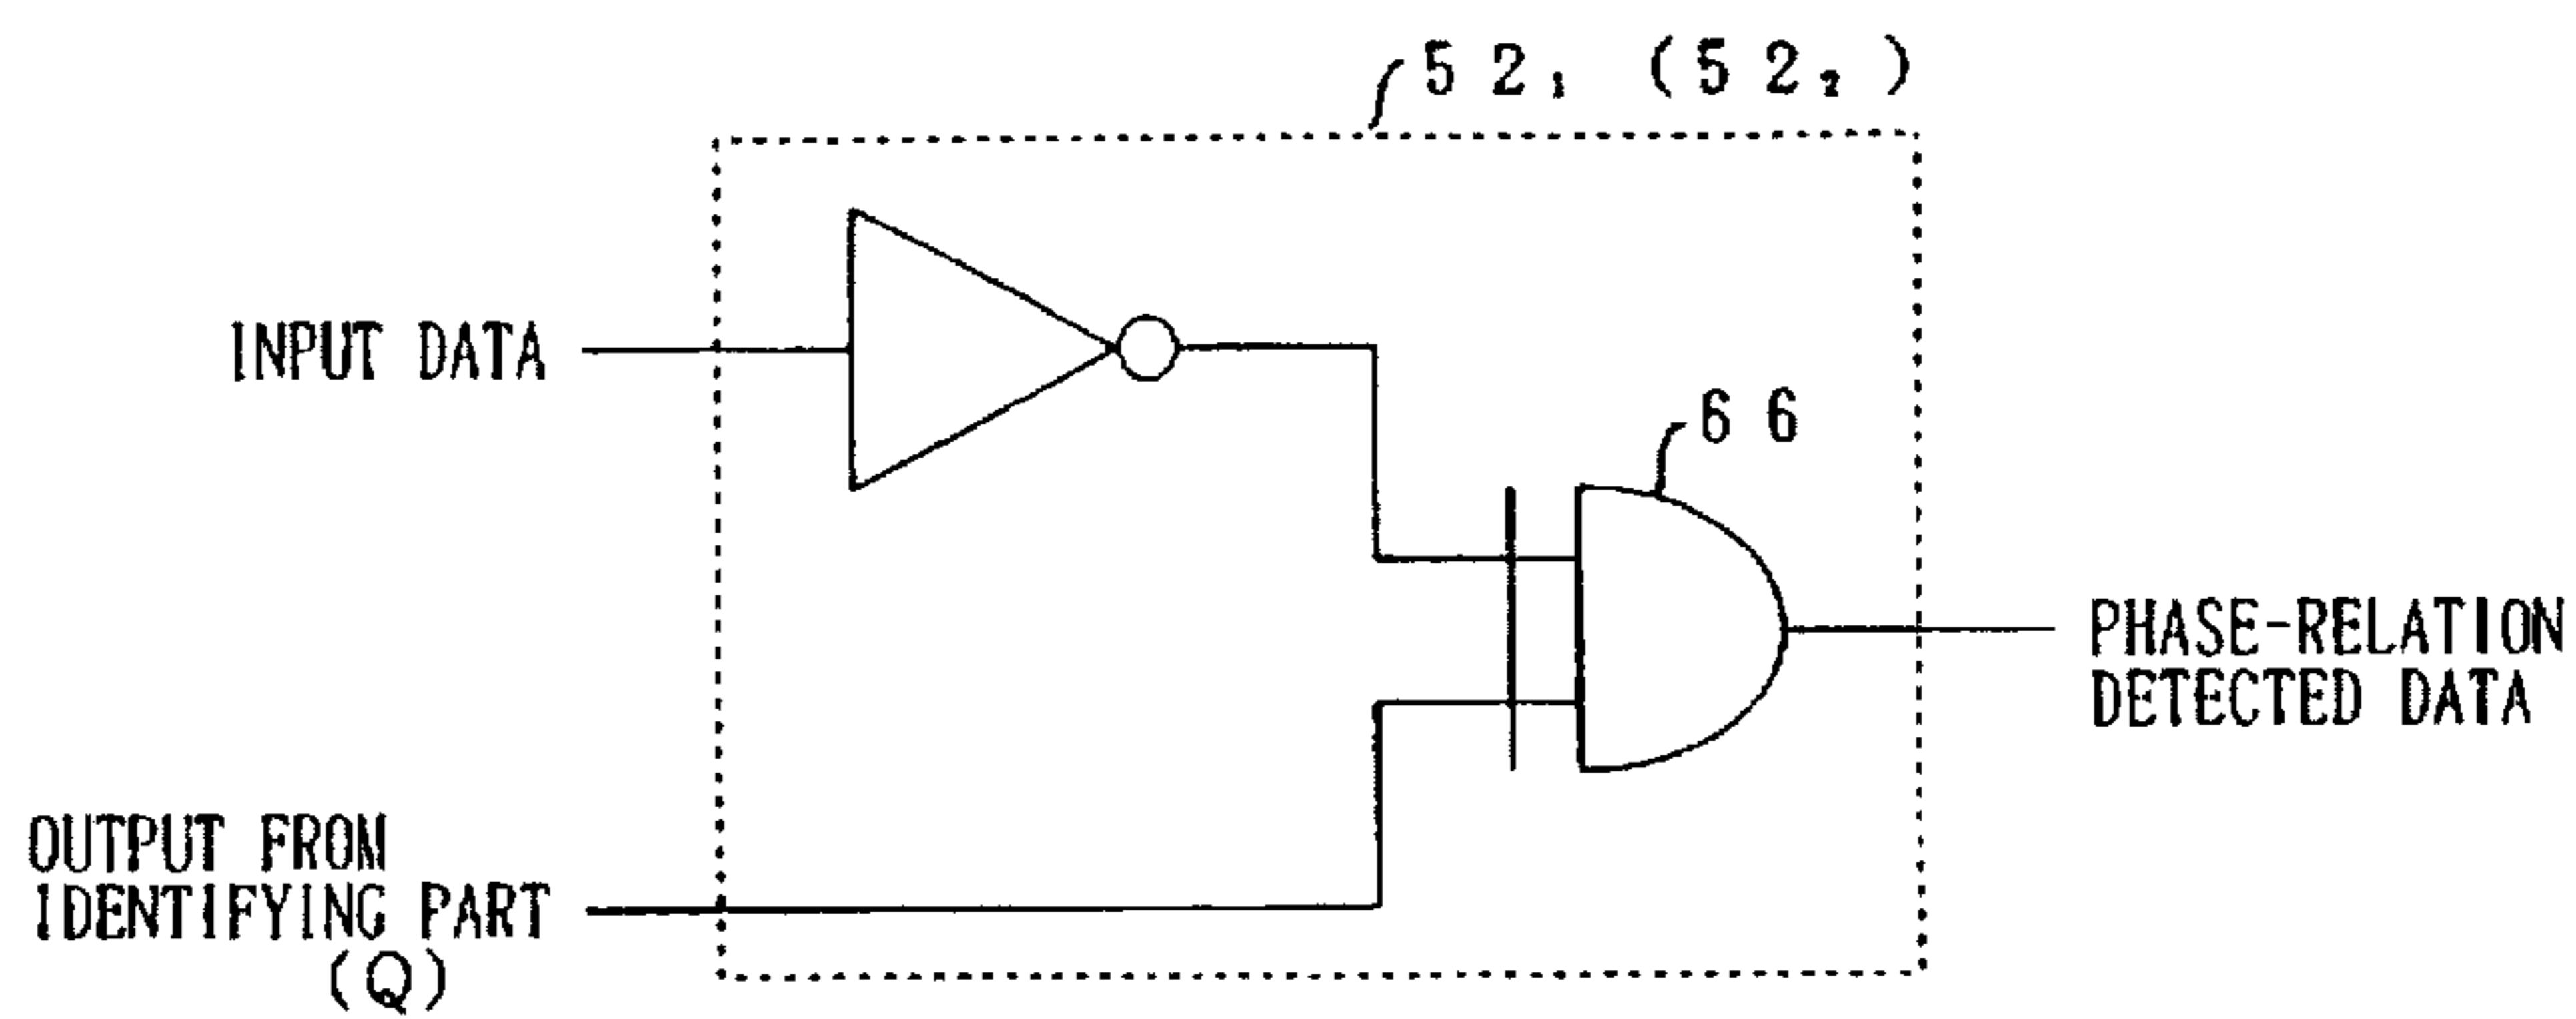 52₁ (52₂)
INPUT DATA
66
PHASE-RELATION
DETECTED DATA
OUTPUT FROM
IDENTIFYING PART
(Q)